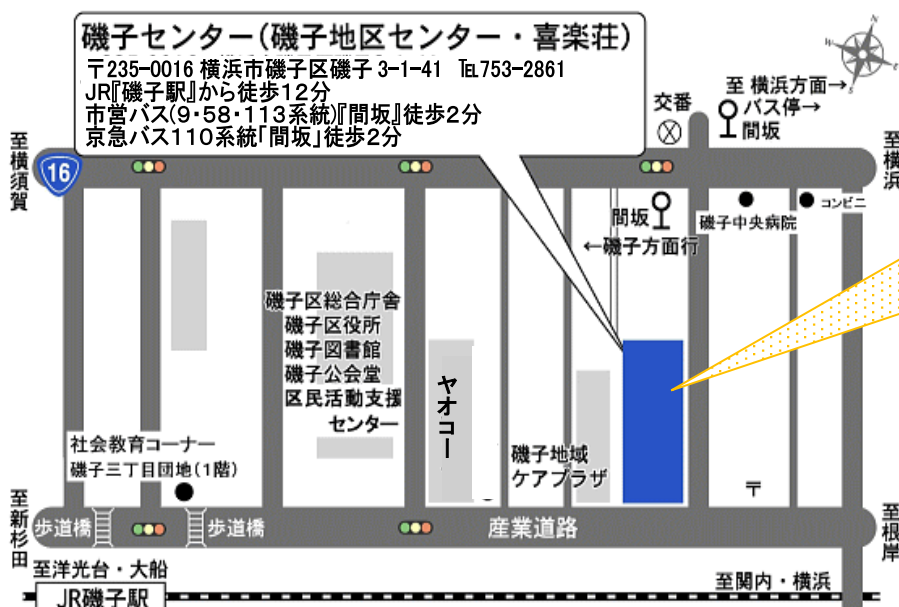 磯子センター(磯子地区センター・喜楽荘)
〒235-0016 横浜市磯子区磯子 3-1-41 ℡753-2861
JR『磯子駅』から徒歩12分
市営バス(9・58・113系統)『間坂』徒歩2分
京急バス110系統「間坂」徒歩2分
N
W
E
S
至 横浜方面→
バス停→
間坂
交番
至横須賀
16
至横浜
間坂
←磯子方面行
磯子中央病院
コンビニ
磯子区総合庁舎
磯子区役所
磯子図書館
磯子公会堂
区民活動支援
センター
ヤオコー
磯子地域
ケアプラザ
社会教育コーナー
磯子三丁目団地(1階)
〒
至新杉田
歩道橋
歩道橋
産業道路
至根岸
至洋光台・大船
JR磯子駅
至関内・横浜